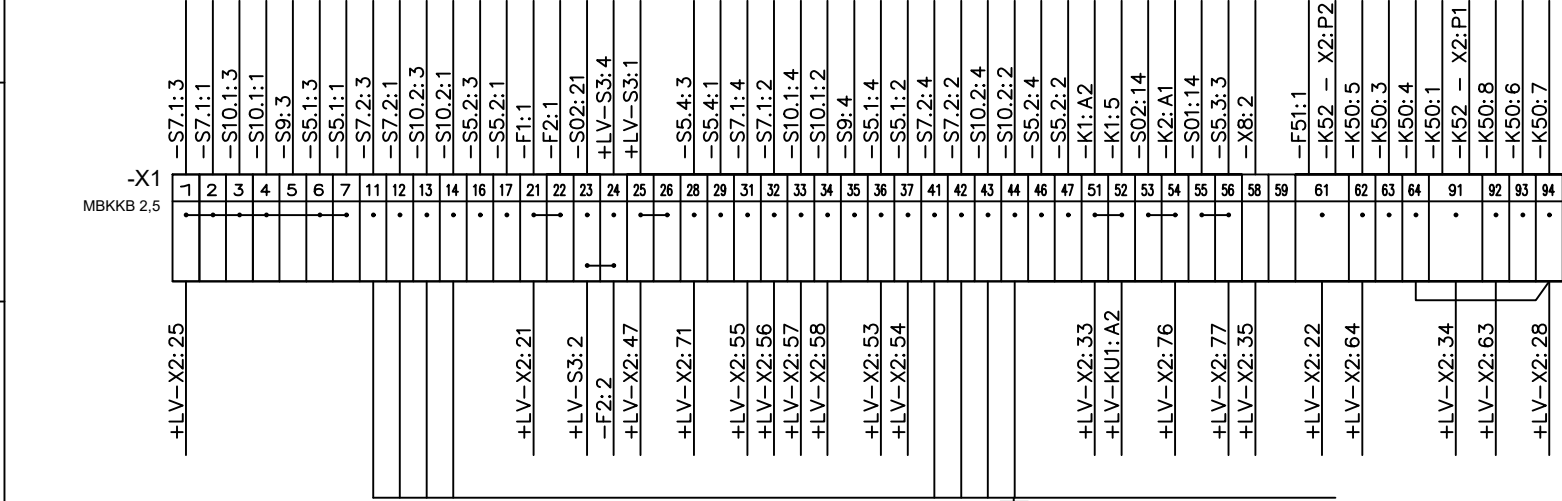 -S7.1:3
-S7.1:1
-S10.1:3
-S10.1:1
-S9:3
-S5.1:3
-S5.1:1
-S7.2:3
-S7.2:1
-S10.2:3
-S10.2:1
-S5.2:3
-S5.2:1
-F1:1
-F2:1
-S02:21
+LV-S3:4
+LV-S3:1
-S5.4:3
-S5.4:1
-S7.1:4
-S7.1:2
-S10.1:4
-S10.1:2
-S9:4
-S5.1:4
-S5.1:2
-S7.2:4
-S7.2:2
-S10.2:4
-S10.2:2
-S5.2:4
-S5.2:2
-K1:A2
-K1:5
-S02:14
-K2:A1
-S01:14
-S5.3:3
-X8:2
-F51:1
-K52 - X2:P2
-K50:5
-K50:3
-K50:4
-K50:1
-K52 - X2:P1
-K50:8
-K50:6
-K50:7
-X1 1 2 3 4 5 6 7 11 12 13 14 16 17 21 22 23 24 25 26 28 29 31 32 33 34 35 36 37 41 42 43 44 46 47 51 52 53 54 55 56 58 59 61 62 63 64 91 92 93 94
MBKKB 2,5
+LV-X2:25
+LV-X2:21
+LV-S3:2
-F2:2
+LV-X2:47
+LV-X2:71
+LV-X2:55
+LV-X2:56
+LV-X2:57
+LV-X2:58
+LV-X2:53
+LV-X2:54
+LV-X2:33
+LV-KU1:A2
+LV-X2:76
+LV-X2:77
+LV-X2:35
+LV-X2:22
+LV-X2:64
+LV-X2:34
+LV-X2:63
+LV-X2:28